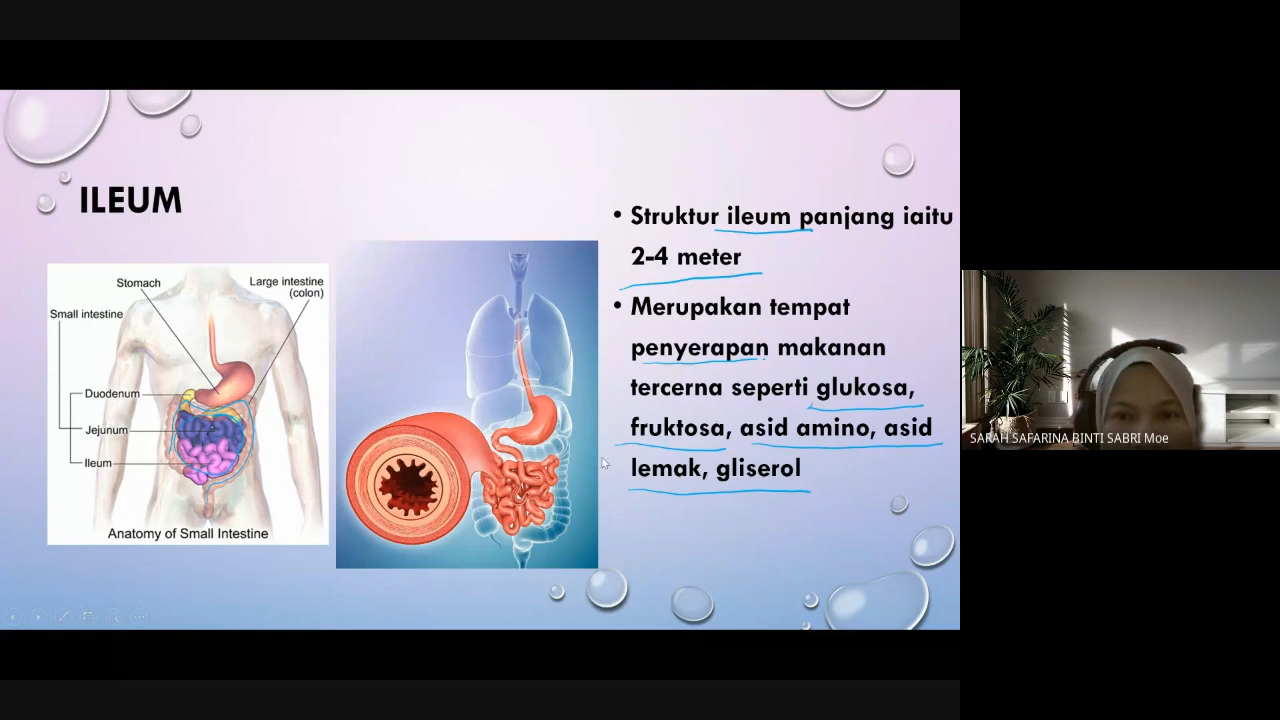 ILEUM
Stomach
Large intestine
(colon)
Small intestine
Duodenum
Jejunum
Ileum
Anatomy of Small Intestine
• Struktur ileum panjang iaitu
2-4 meter
• Merupakan tempat
penyerapan makanan
tercerna seperti glukosa,
fruktosa, asid amino, asid
lemak, gliserol
SARAH SAFARINA BINTI SABRI Moe